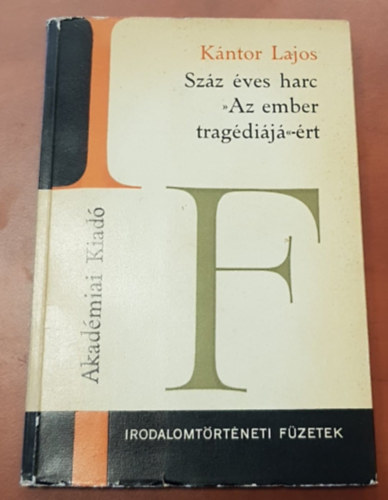 Kántor Lajos
Száz éves harc
»Az ember
tragédiájá«-ért
Akadémiai Kiadó
IF
IRODALOMTÖRTÉNETI FÜZETEK